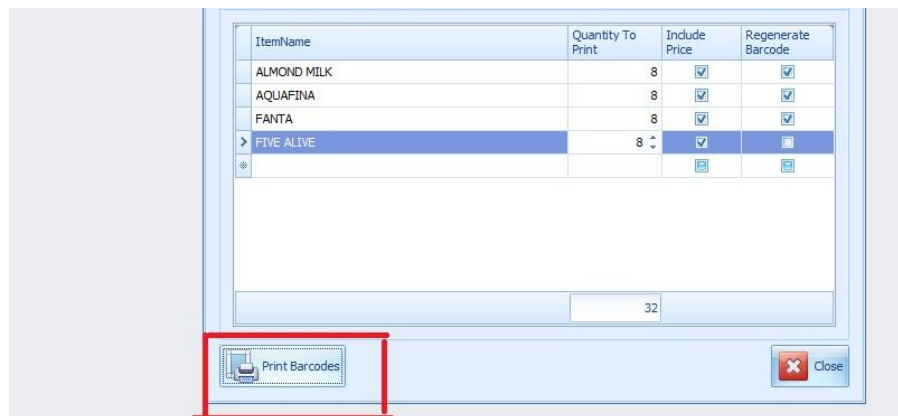 ItemName Quantity To Print Include Price Regenerate Barcode
ALMOND MILK 8
AQUAFINA 8
FANTA 8
FIVE ALIVE 8
32
Print Barcodes Close